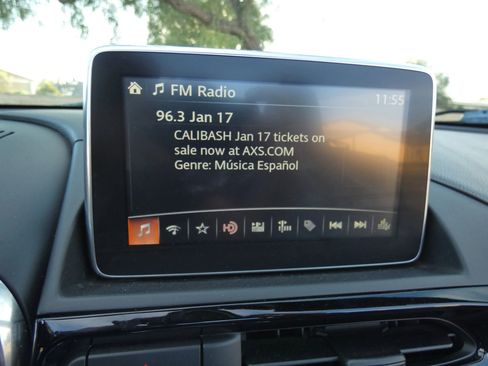 FM Radio
11:55
96.3 Jan 17
CALIBASH Jan 17 tickets on
sale now at AXS.COM
Genre: Música Español